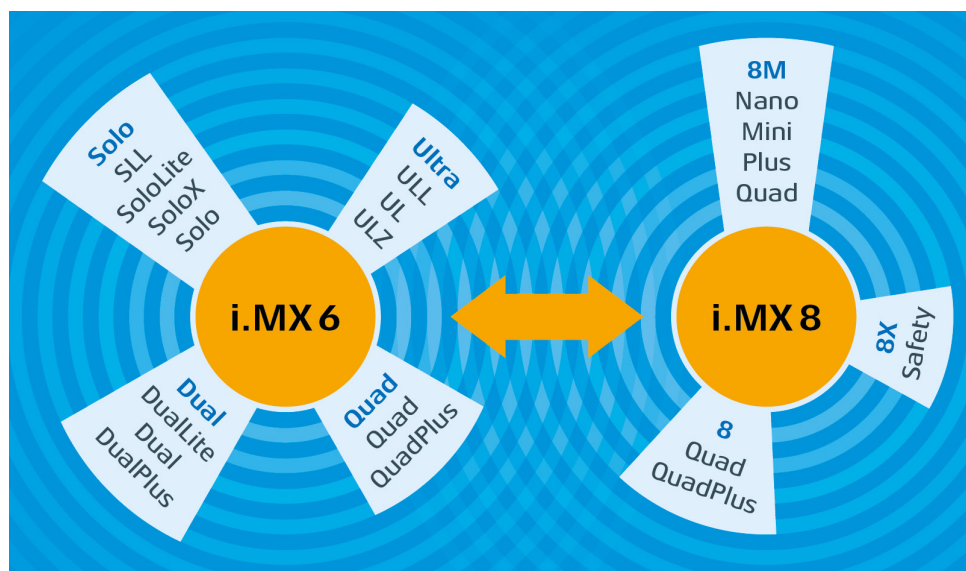 Solo
SLL
SoloLite
SoloX
Solo
Ultra
ULL
UL
ULZ
i.MX 6
Dual
DualLite
Dual
DualPlus
Quad
Quad
QuadPlus
8M
Nano
Mini
Plus
Quad
i.MX 8
8X
Safety
8
Quad
QuadPlus